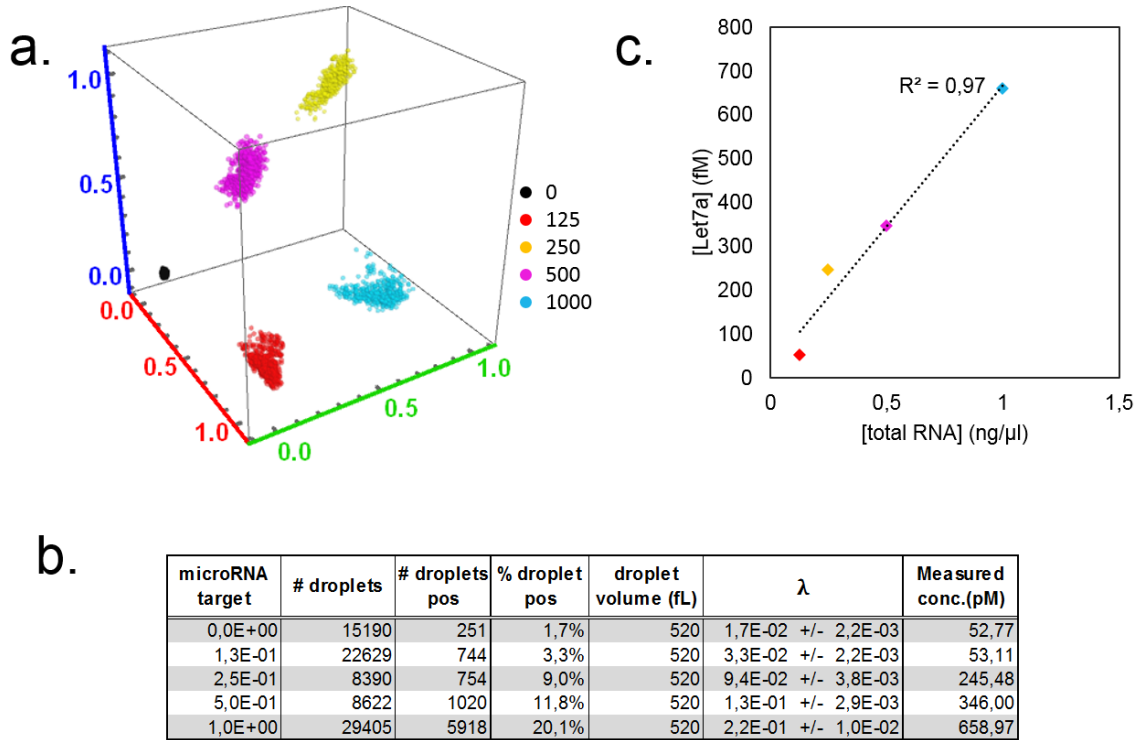 a.
1.0
0.5
0.0
0.0
0.5
1.0
0.0
0.5
1.0
0
125
250
500
1000
c.
800
700
600
500
400
300
200
100
0
R² = 0,97
[Let7a] (fM)
0 0,5 1 1,5
[total RNA] (ng/µl)
b.
microRNA target # droplets # droplets pos % droplet pos droplet volume (fL) λ Measured conc.(pM)
0,0E+00 15190 251 1,7% 520 1,7E-02 +/- 2,2E-03 52,77
1,3E-01 22629 744 3,3% 520 3,3E-02 +/- 2,2E-03 53,11
2,5E-01 8390 754 9,0% 520 9,4E-02 +/- 3,8E-03 245,48
5,0E-01 8622 1020 11,8% 520 1,3E-01 +/- 2,9E-03 346,00
1,0E+00 29405 5918 20,1% 520 2,2E-01 +/- 1,0E-02 658,97